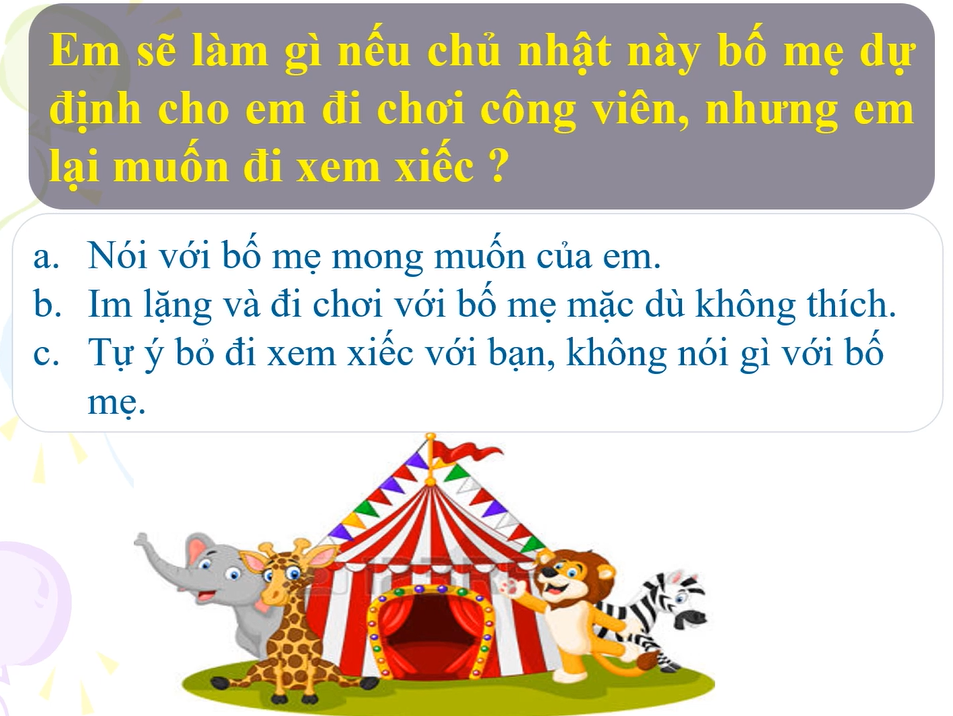 Em sẽ làm gì nếu chủ nhật này bố mẹ dự
định cho em đi chơi công viên, nhưng em
lại muốn đi xem xiếc ?
a. Nói với bố mẹ mong muốn của em.
b. Im lặng và đi chơi với bố mẹ mặc dù không thích.
c. Tự ý bỏ đi xem xiếc với bạn, không nói gì với bố
mẹ.